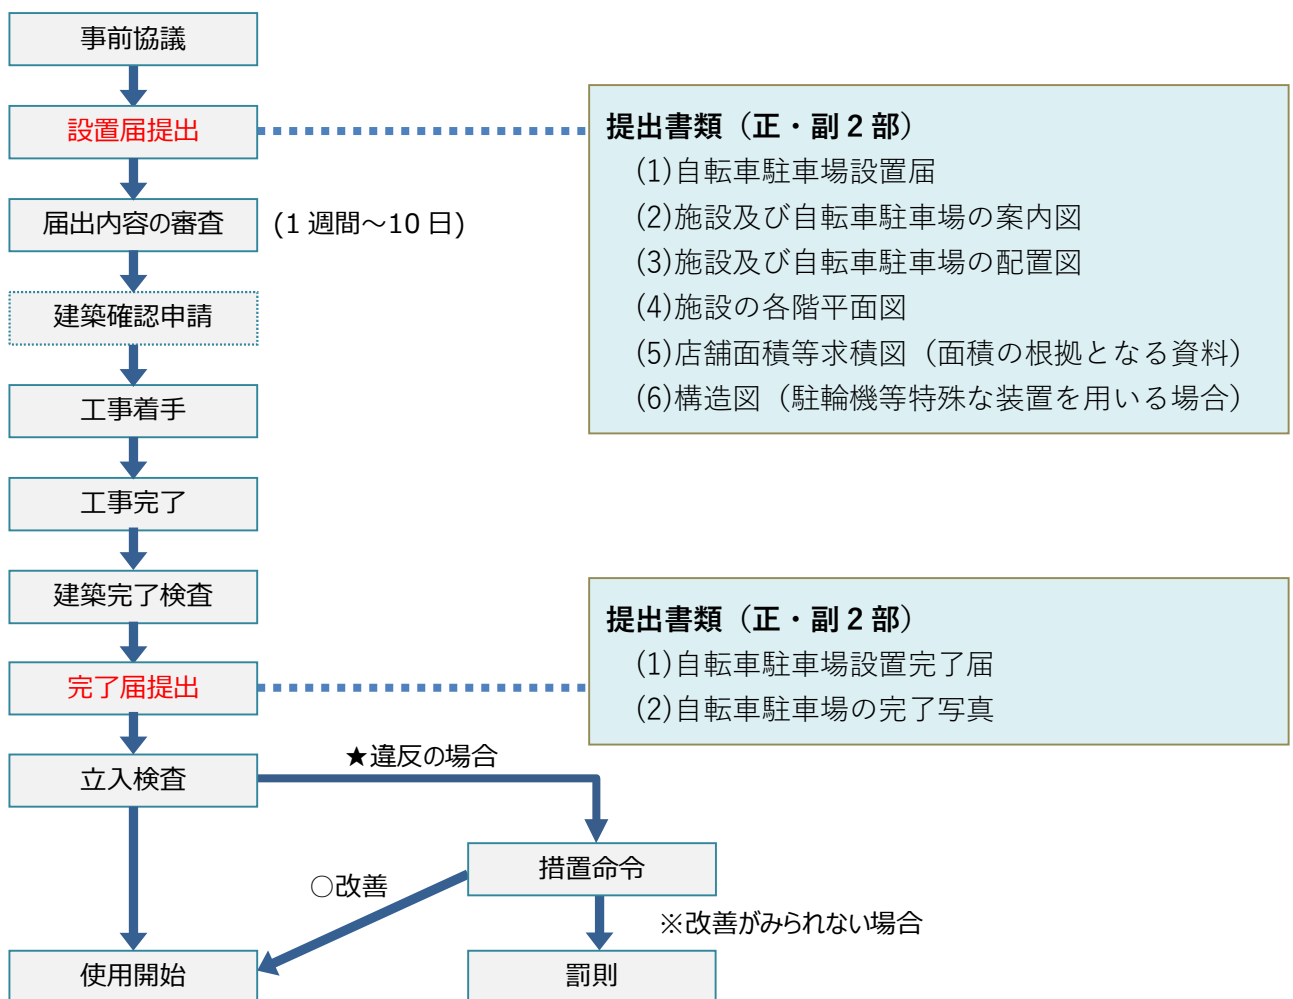 事前協議
設置届提出
提出書類（正・副２部）
(1)自転車駐車場設置届
(2)施設及び自転車駐車場の案内図
(3)施設及び自転車駐車場の配置図
(4)施設の各階平面図
(5)店舗面積等求積図（面積の根拠となる資料）
(6)構造図（駐輪機等特殊な装置を用いる場合）
届出内容の審査 (1 週間～10 日)
建築確認申請
工事着手
工事完了
建築完了検査
完了届提出
提出書類（正・副２部）
(1)自転車駐車場設置完了届
(2)自転車駐車場の完了写真
立入検査
★違反の場合
措置命令
○改善
※改善がみられない場合
使用開始
罰則